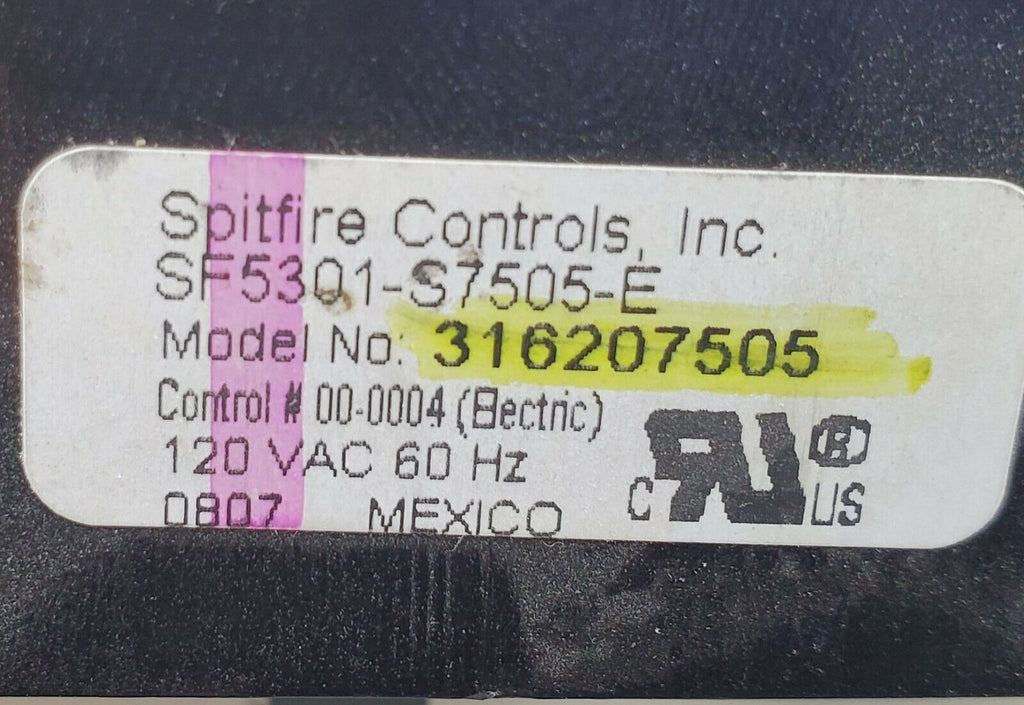 Spitfire Controls, Inc.
SF5301-S7505-E
Model No: 316207505
Control # 00-0004 (Electric)
120 VAC 60 Hz
0807 MEXICO
C RU ® US